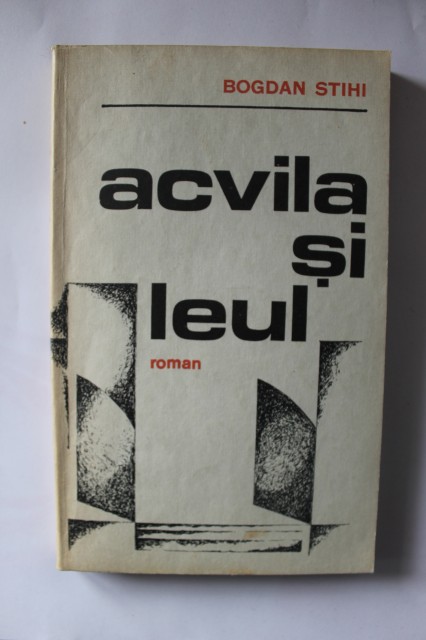 BOGDAN STIHI
acvila
și
leul
roman